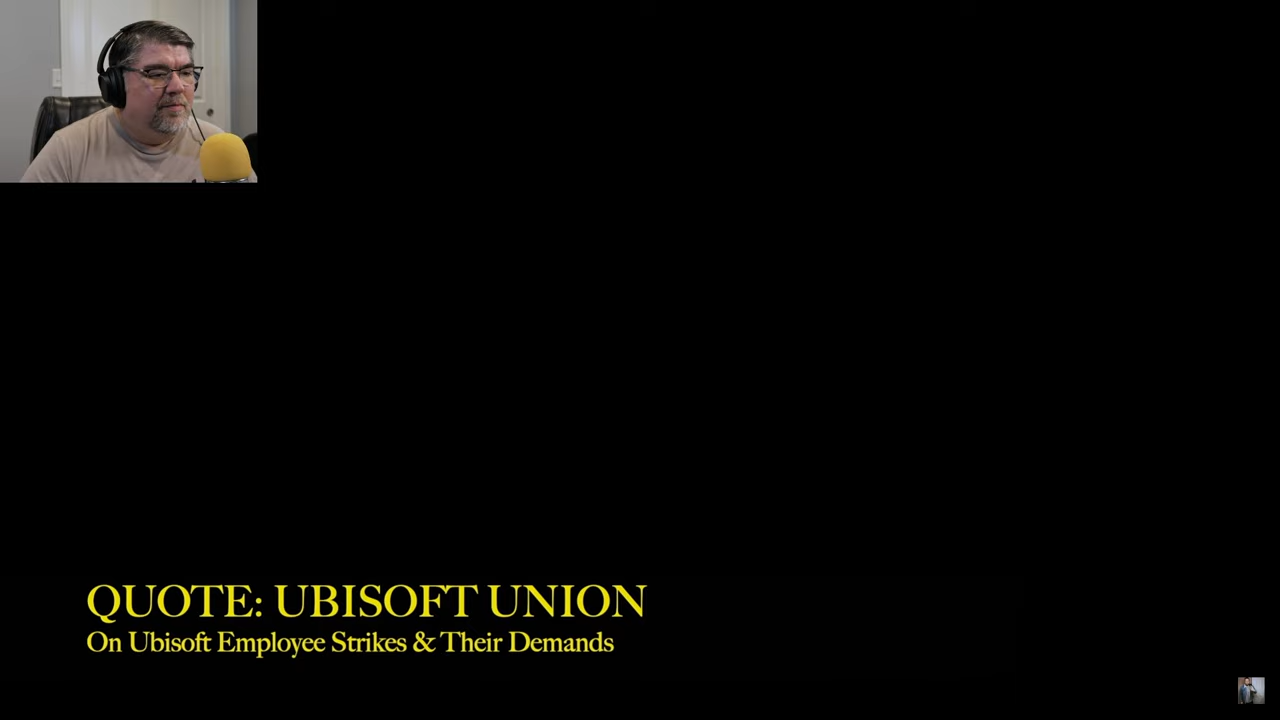 QUOTE: UBISOFT UNION
On Ubisoft Employee Strikes & Their Demands